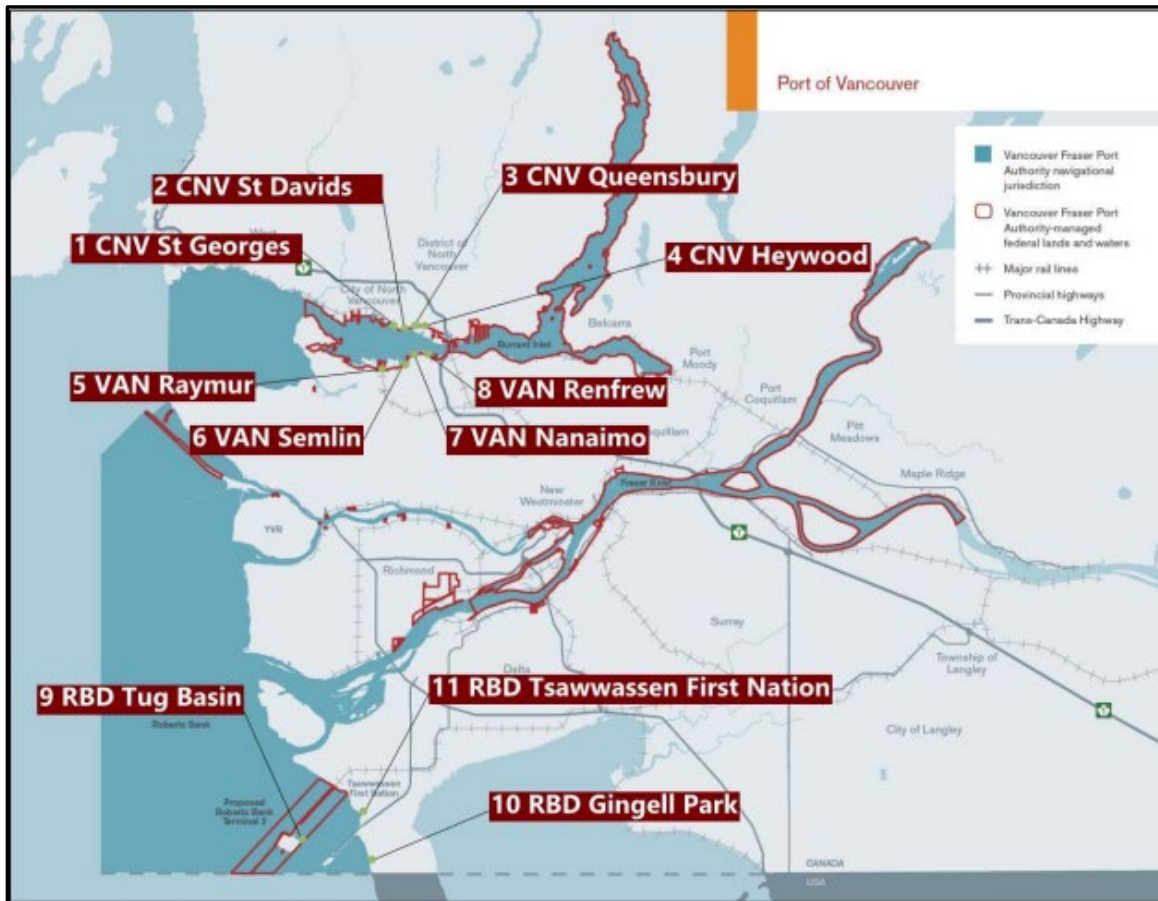 Port of Vancouver
Vancouver Fraser Port
Authority navigational
jurisdiction
Vancouver Fraser Port
Authority-managed
federal lands and waters
Major rail lines
Provincial highways
Trans-Canada Highway
2 CNV St Davids
3 CNV Queensbury
1 CNV St Georges
4 CNV Heywood
West
District of
North
Vancouver
1
City of North
Vancouver
Belcarra
Burrard Inlet
Port
Moody
5 VAN Raymur
8 VAN Renfrew
6 VAN Semlin
7 VAN Nanaimo
Port
Coquitlam
Pitt
Meadows
Maple Ridge
New
Westminster
Fraser River
YVR
1
Richmond
Surrey
Township of
Langley
Delta
9 RBD Tug Basin
11 RBD Tsawwassen First Nation
Roberts Bank
1
City of Langley
Tsawwassen
First Nation
Proposed
Roberts Bank
Terminal 2
10 RBD Gingell Park
CANADA
USA